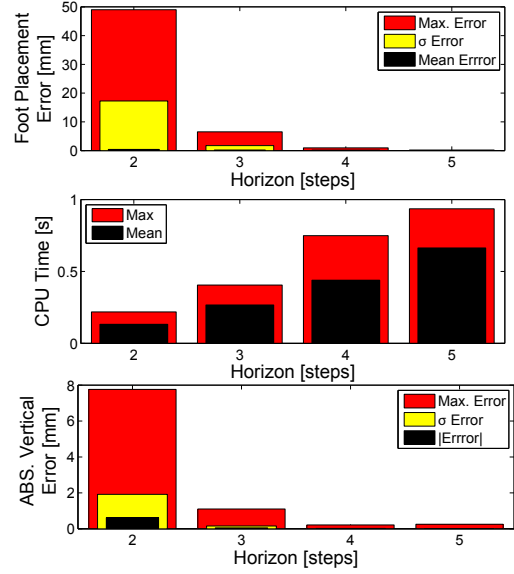 Foot Placement
Error [mm]
50
40
30
20
10
0
Max. Error
σ Error
Mean Errror
2
3
4
5
Horizon [steps]
CPU Time [s]
1
0.5
0
Max
Mean
2
3
4
5
Horizon [steps]
ABS. Vertical
Error [mm]
8
6
4
2
0
Max. Error
σ Error
|Errror|
2
3
4
5
Horizon [steps]